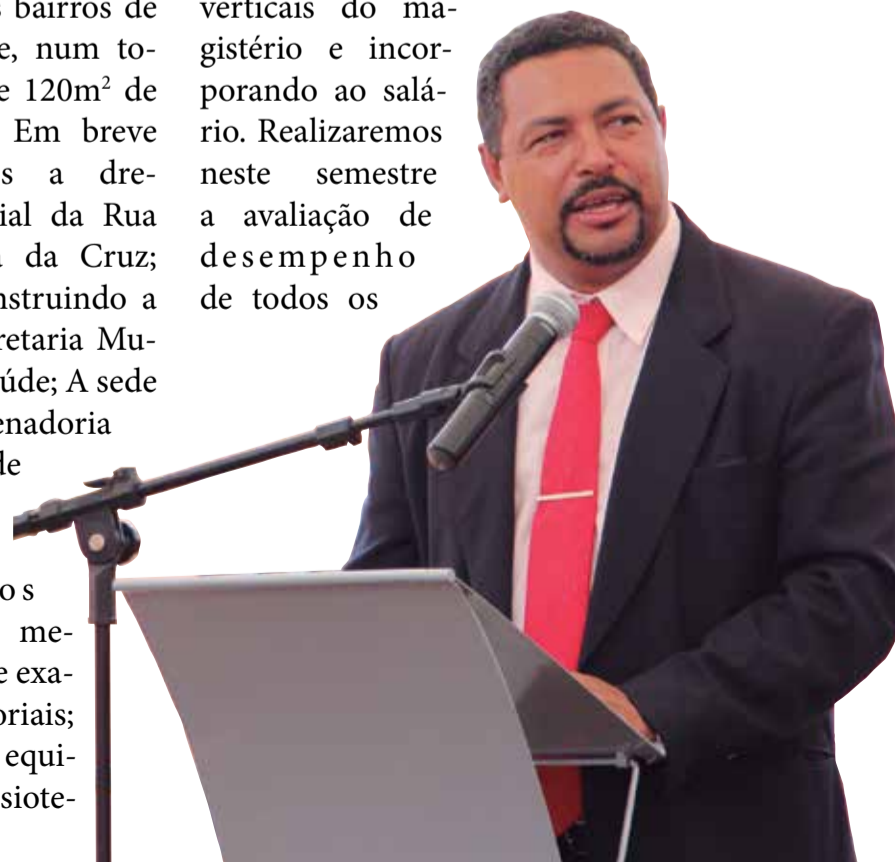 s bairros de
e, num to-
e 120m² de
Em breve
s a dre-
ial da Rua
a da Cruz;
nstruindo a
retaria Mu-
úde; A sede
enadoria
de
os
me-
e exa-
oriais;
equi-
siote-
verticais do ma-
gistério e incor-
porando ao salá-
rio. Realizaremos
neste semestre
a avaliação de
desempenho
de todos os